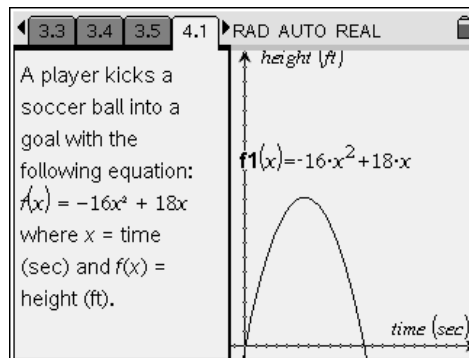 3.3 3.4 3.5 4.1 RAD AUTO REAL
A player kicks a
soccer ball into a
goal with the
following equation:
f(x) = −16x² + 18x
where x = time
(sec) and f(x) =
height (ft).
height (ft)
f1(x)=-16·x²+18·x
time (sec)